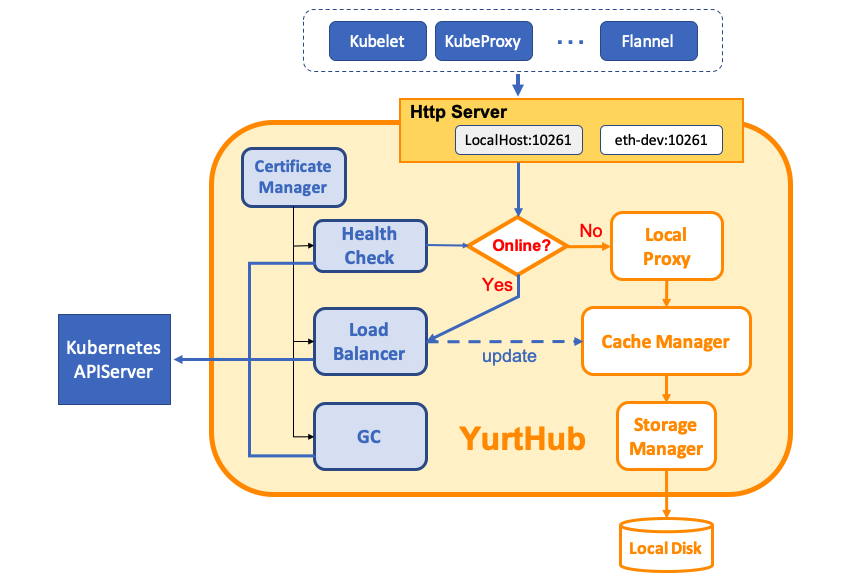 Kubelet
KubeProxy
Flannel
Http Server
LocalHost:10261
eth-dev:10261
Certificate
Manager
Health
Check
Online?
No
Local
Proxy
Yes
Kubernetes
APIServer
Load
Balancer
update
Cache Manager
GC
YurtHub
Storage
Manager
Local Disk